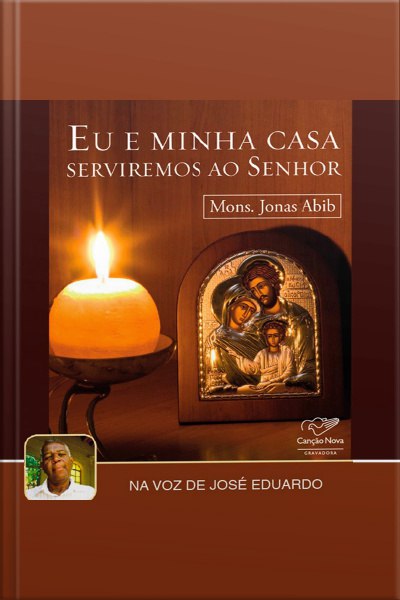 EU E MINHA CASA
SERVIREMOS AO SENHOR
Mons. Jonas Abib
Canção Nova
GRAVADORA
NA VOZ DE JOSÉ EDUARDO